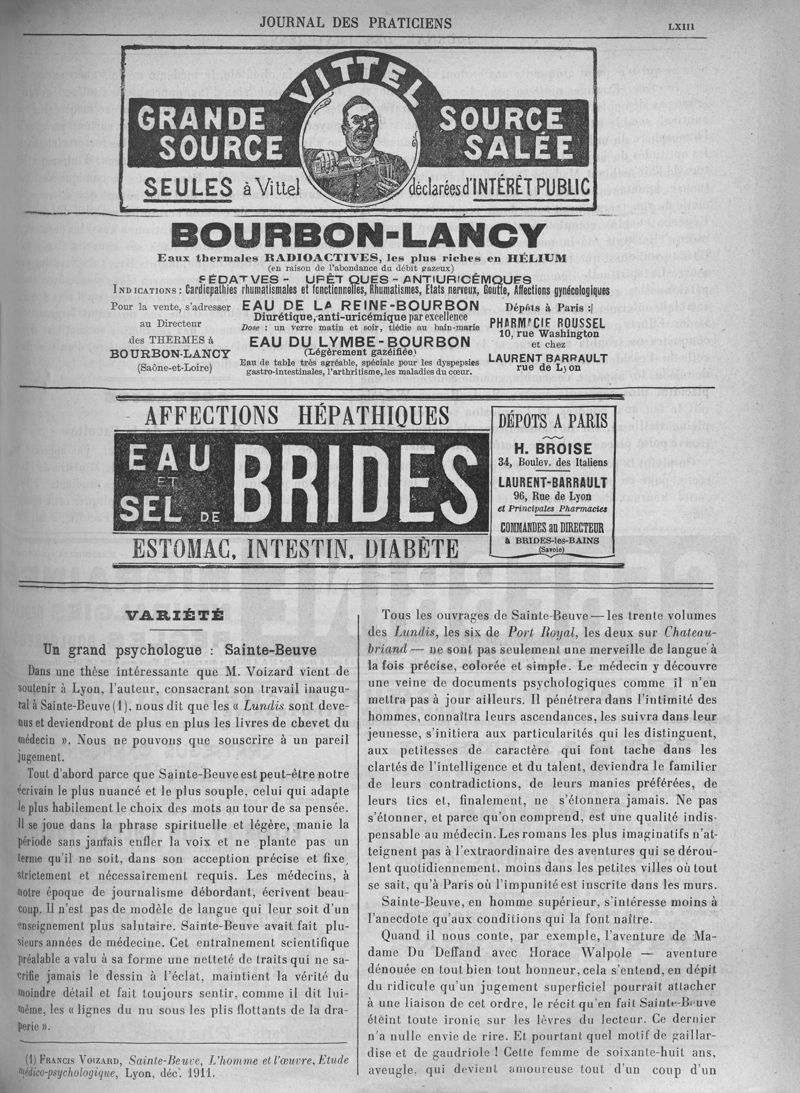 JOURNAL DES PRATICIENS
LXIII
VITTEL
GRANDE SOURCE
SOURCE SALÉE
SEULES à Vittel déclarées d'INTÉRÊT PUBLIC
BOURBON-LANCY
Eaux thermales RADIOACTIVES, les plus riches en HÉLIUM
(en raison de l'abondance du débit gazeux)
SÉDATVES - UFÊT QUES - ANTIURICÉMQUES
INDICATIONS : Cardiepathies rhumatismales et fonctionnelles, Rhumatismes, Etats nerveux, Goutte, Affections gynécologiques
Pour la vente, s'adresser
au Directeur
des THERMES à
BOURBON-LANCY
(Saône-et-Loire)
EAU DE LA REINE-BOURBON
Diurétique, anti-uricémique par excellence
Dose : un verre matin et soir, tiédie au bain-marie
EAU DU LYMBE-BOURBON
(Légèrement gazéifiée)
Eau de table très agréable, spéciale pour les dyspepsies
gastro-intestinales, l'arthritisme, les maladies du cœur.
Dépôts à Paris :
PHARM'CIE ROUSSEL
10, rue Washington
et chez
LAURENT BARRAULT
rue de Lyon
AFFECTIONS HÉPATHIQUES
EAU
ET
SEL DE BRIDES
ESTOMAC, INTESTIN, DIABÈTE
DÉPOTS A PARIS
H. BROISE
34, Boulev. des Italiens
LAURENT-BARRAULT
96, Rue de Lyon
et Principales Pharmacies
COMMANDES au DIRECTEUR
à BRIDES-les-BAINS
(Savoie)
VARIÉTÉ
Un grand psychologue : Sainte-Beuve
Dans une thèse intéressante que M. Voizard vient de
soutenir à Lyon, l'auteur, consacrant son travail inaugu-
ral à Sainte-Beuve (1), nous dit que les « Lundis sont deve-
nus et deviendront de plus en plus les livres de chevet du
médecin ». Nous ne pouvons que souscrire à un pareil
jugement.
Tout d'abord parce que Sainte-Beuve est peut-être notre
écrivain le plus nuancé et le plus souple, celui qui adapte
le plus habilement le choix des mots au tour de sa pensée.
Il se joue dans la phrase spirituelle et légère, manie la
période sans jamais enfler la voix et ne plante pas un
terme qu'il ne soit, dans son acception précise et fixe,
strictement et nécessairement requis. Les médecins, à
notre époque de journalisme débordant, écrivent beau-
coup. Il n'est pas de modèle de langue qui leur soit d'un
enseignement plus salutaire. Sainte-Beuve avait fait plu-
sieurs années de médecine. Cet entraînement scientifique
préalable a valu à sa forme une netteté de traits qui ne sa-
crifie jamais le dessin à l'éclat, maintient la vérité du
moindre détail et fait toujours sentir, comme il dit lui-
même, les « lignes du nu sous les plis flottants de la dra-
perie ».
(1) FRANCIS VOIZARD, Sainte-Beuve, L'homme et l'œuvre, Etude
médico-psychologique, Lyon, déc. 1911.
Tous les ouvrages de Sainte-Beuve — les trente volumes
des Lundis, les six de Port Royal, les deux sur Chateau-
briand — ne sont pas seulement une merveille de langue à
la fois précise, colorée et simple. Le médecin y découvre
une veine de documents psychologiques comme il n'en
mettra pas à jour ailleurs. Il pénétrera dans l'intimité des
hommes, connaîtra leurs ascendances, les suivra dans leur
jeunesse, s'initiera aux particularités qui les distinguent,
aux petitesses de caractère qui font tache dans les
clartés de l'intelligence et du talent, deviendra le familier
de leurs contradictions, de leurs manies préférées, de
leurs tics et, finalement, ne s'étonnera jamais. Ne pas
s'étonner, et parce qu'on comprend, est une qualité indis-
pensable au médecin. Les romans les plus imaginatifs n'at-
teignent pas à l'extraordinaire des aventures qui se dérou-
lent quotidiennement, moins dans les petites villes où tout
se sait, qu'à Paris où l'impunité est inscrite dans les murs.
Sainte-Beuve, en homme supérieur, s'intéresse moins à
l'anecdote qu'aux conditions qui la font naître.
Quand il nous conte, par exemple, l'aventure de Ma-
dame Du Deffand avec Horace Walpole — aventure
dénouée en tout bien tout honneur, cela s'entend, en dépit
du ridicule qu'un jugement superficiel pourrait attacher
à une liaison de cet ordre, le récit qu'en fait Sainte-Beuve
éteint toute ironie sur les lèvres du lecteur. Ce dernier
n'a nulle envie de rire. Et pourtant quel motif de gaillar-
dise et de gaudriole ! Cette femme de soixante-huit ans,
aveugle, qui devient amoureuse tout d'un coup d'un